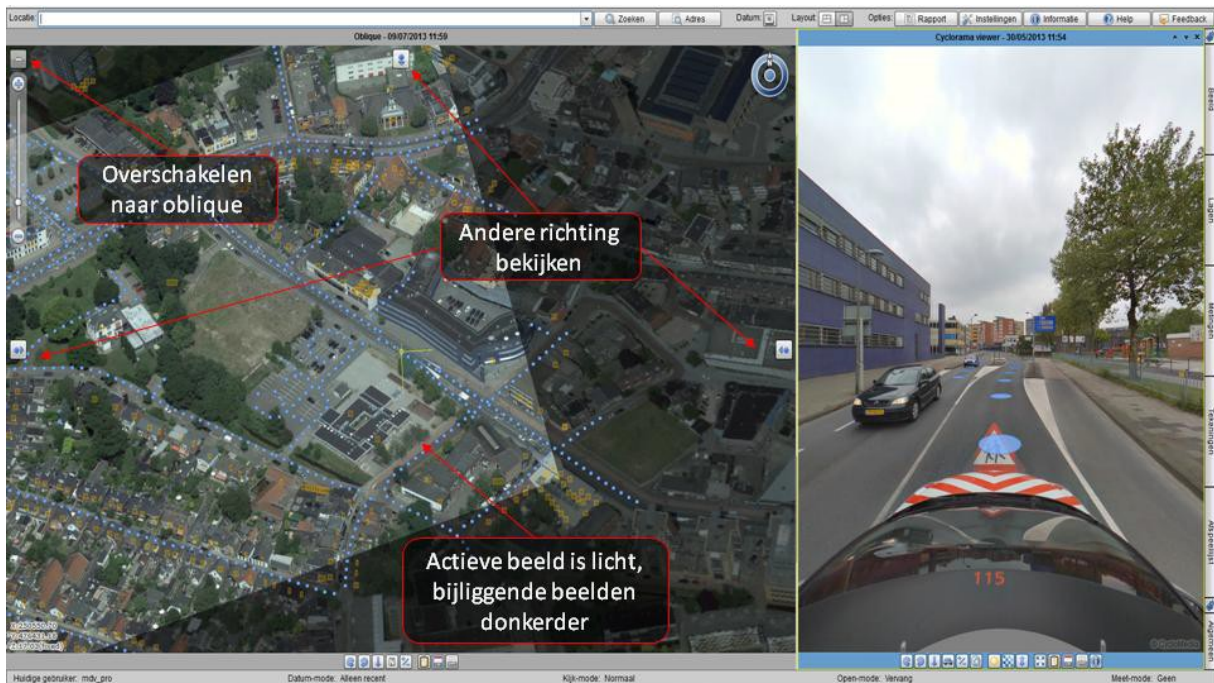 Locatie:
Zoeken
Adres
Datum:
Layout:
Opties:
Rapport
Instellingen
Informatie
Help
Feedback
Oblique - 09/07/2013 11:59
Cyclorama viewer - 30/05/2013 11:54
Overschakelen
naar oblique
Andere richting
bekijken
Actieve beeld is licht,
bijliggende beelden
donkerder
115
Beeld
Lagen
Metingen
Tekeningen
Afspeellijst
Algemeen
Huidige gebruiker: mdv_pro
Datum-mode: Alleen recent
Kijk-mode: Normaal
Open-mode: Vervang
Meet-mode: Geen